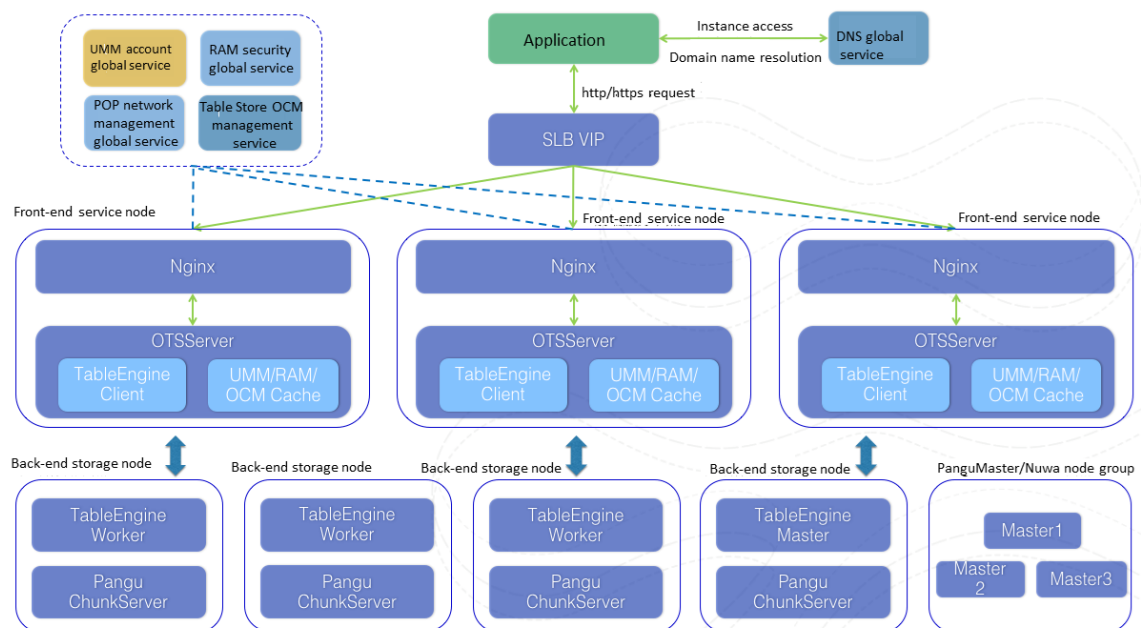 UMM account
global service
RAM security
global service
POP network
management
global service
Table Store OCM
management
service
Application
Instance access
Domain name resolution
DNS global
service
http/https request
SLB VIP
Front-end service node
Front-end service node
Front-end service node
Nginx
Nginx
Nginx
OTSServer
TableEngine
Client
UMM/RAM/
OCM Cache
OTSServer
TableEngine
Client
UMM/RAM/
OCM Cache
OTSServer
TableEngine
Client
UMM/RAM/
OCM Cache
Back-end storage node
Back-end storage node
Back-end storage node
Back-end storage node
PanguMaster/Nuwa node group
TableEngine
Worker
Pangu
ChunkServer
TableEngine
Worker
Pangu
ChunkServer
TableEngine
Worker
Pangu
ChunkServer
TableEngine
Master
Pangu
ChunkServer
Master1
Master
2
Master3